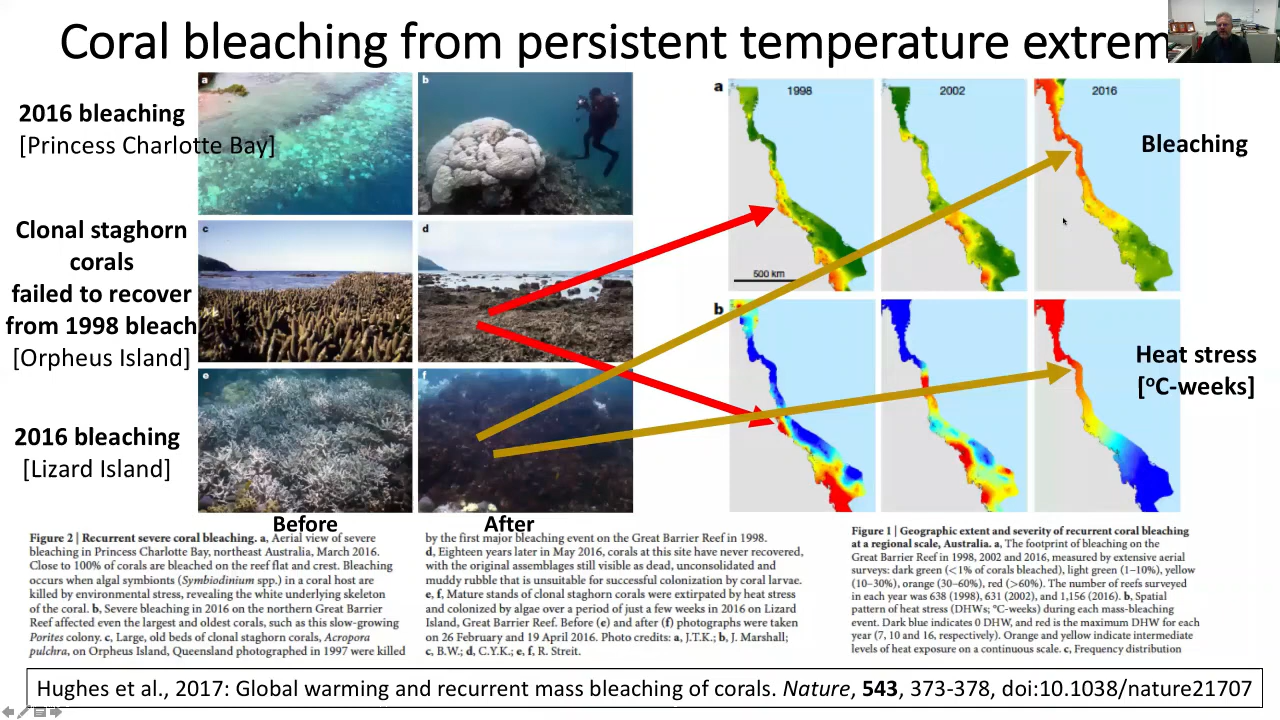 Coral bleaching from persistent temperature extrem
2016 bleaching
[Princess Charlotte Bay]
Clonal staghorn
corals
failed to recover
from 1998 bleach
[Orpheus Island]
2016 bleaching
[Lizard Island]
a
b
c
d
e
f
Before
After
a
1998
2002
2016
500 km
b
Bleaching
Heat stress
[°C-weeks]
Figure 2 | Recurrent severe coral bleaching. a, Aerial view of severe
bleaching in Princess Charlotte Bay, northeast Australia, March 2016.
Close to 100% of corals are bleached on the reef flat and crest. Bleaching
occurs when algal symbionts (Symbiodinium spp.) in a coral host are
killed by environmental stress, revealing the white underlying skeleton
of the coral. b, Severe bleaching in 2016 on the northern Great Barrier
Reef affected even the largest and oldest corals, such as this slow-growing
Porites colony. c, Large, old beds of clonal staghorn corals, Acropora
pulchra, on Orpheus Island, Queensland photographed in 1997 were killed
by the first major bleaching event on the Great Barrier Reef in 1998.
d, Eighteen years later in May 2016, corals at this site have never recovered,
with the original assemblages still visible as dead, unconsolidated and
muddy rubble that is unsuitable for successful colonization by coral larvae.
e, f, Mature stands of clonal staghorn corals were extirpated by heat stress
and colonized by algae over a period of just a few weeks in 2016 on Lizard
Island, Great Barrier Reef. Before (e) and after (f) photographs were taken
on 26 February and 19 April 2016. Photo credits: a, J.T.K.; b, J. Marshall;
c, B.W.; d, C.Y.K.; e, f, R. Streit.
Figure 1 | Geographic extent and severity of recurrent coral bleaching
at a regional scale, Australia. a, The footprint of bleaching on the
Great Barrier Reef in 1998, 2002 and 2016, measured by extensive aerial
surveys: dark green (<1% of corals bleached), light green (1–10%), yellow
(10–30%), orange (30–60%), red (>60%). The number of reefs surveyed
in each year was 638 (1998), 631 (2002), and 1,156 (2016). b, Spatial
pattern of heat stress (DHWs; °C-weeks) during each mass-bleaching
event. Dark blue indicates 0 DHW, and red is the maximum DHW for each
year (7, 10 and 16, respectively). Orange and yellow indicate intermediate
levels of heat exposure on a continuous scale. c, Frequency distribution
Hughes et al., 2017: Global warming and recurrent mass bleaching of corals. Nature, 543, 373-378, doi:10.1038/nature21707